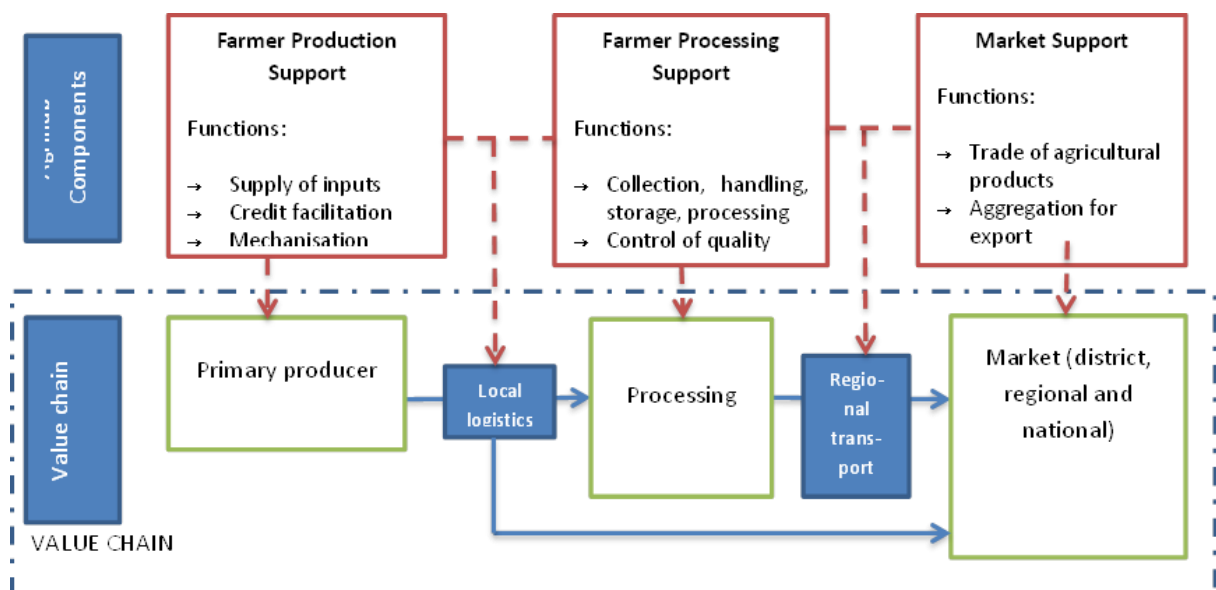 Components
Farmer Production
Support
Functions:
→ Supply of inputs
→ Credit facilitation
→ Mechanisation
Farmer Processing
Support
Functions:
→ Collection, handling,
storage, processing
→ Control of quality
Market Support
Functions:
→ Trade of agricultural
products
→ Aggregation for
export
Value chain
VALUE CHAIN
Primary producer
Local
logistics
Processing
Regio-
nal
trans-
port
Market (district,
regional and
national)